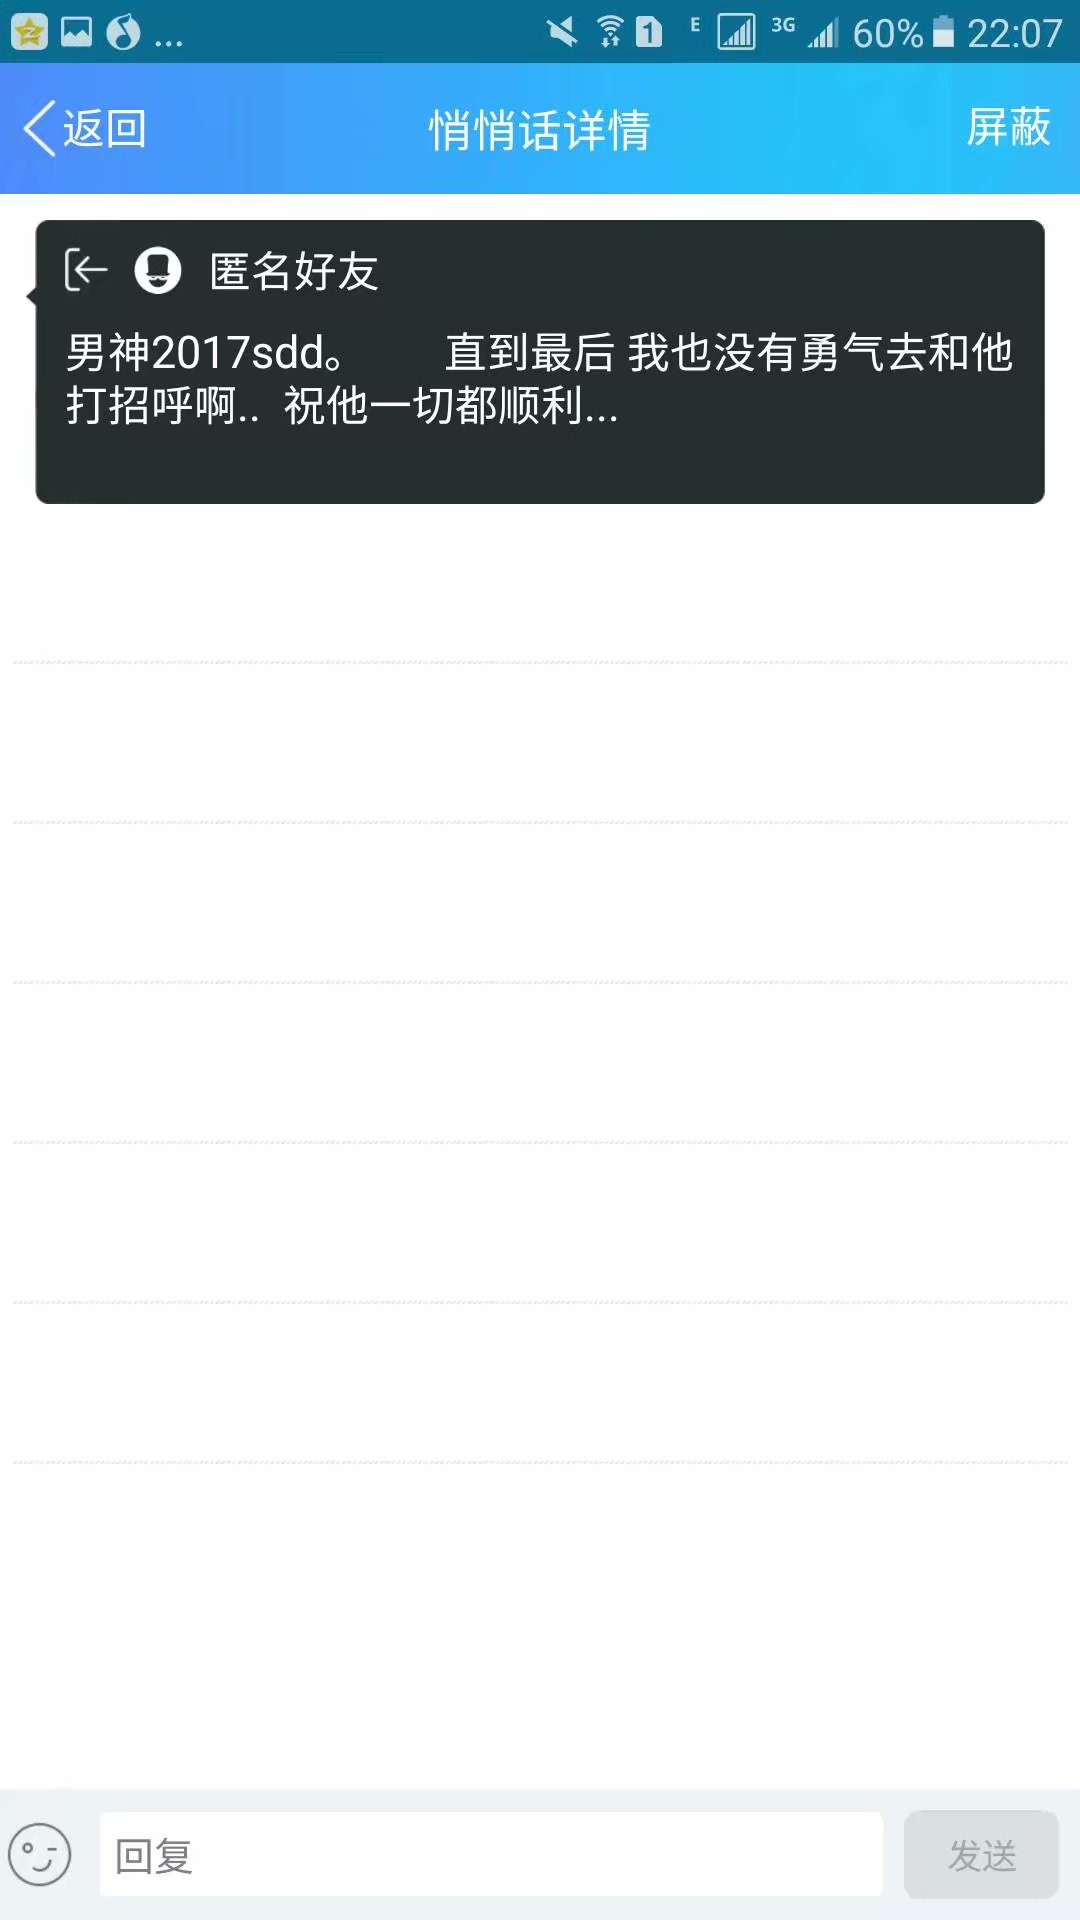 ... 1 E 3G 60% 22:07
返回 悄悄话详情 屏蔽
匿名好友
男神2017sdd。 直到最后 我也没有勇气去和他
打招呼啊.. 祝他一切都顺利...
回复 发送